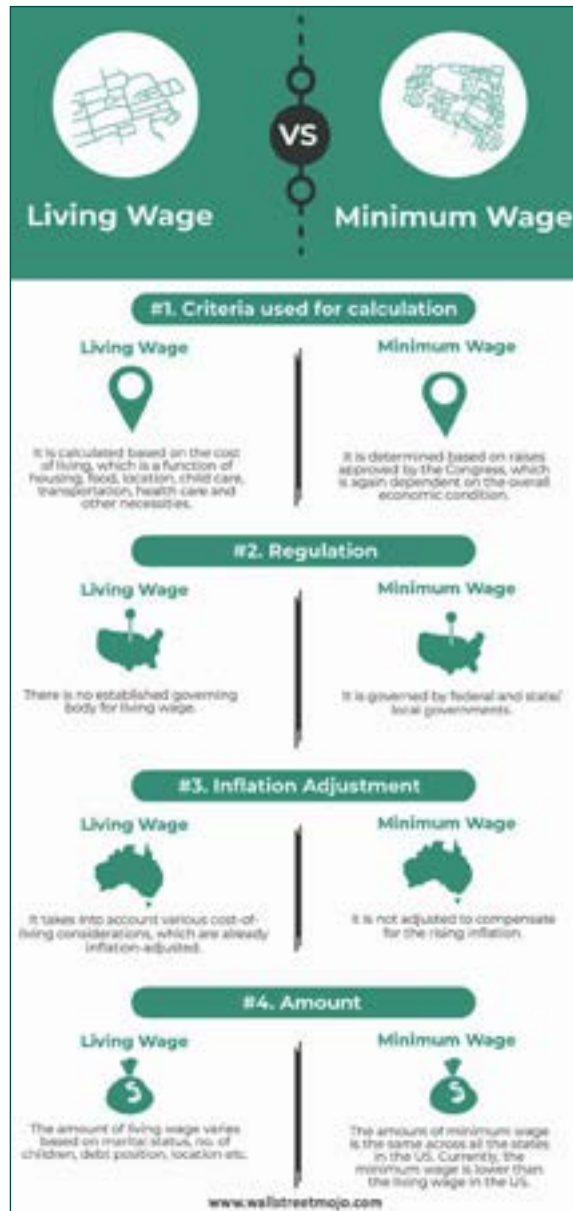 VS
Living Wage
Minimum Wage
#1. Criteria used for calculation
Living Wage
It is calculated based on the cost
of living, which is a function of
housing, food, location, child care,
transportation, health care and
other necessities.
Minimum Wage
It is determined based on raises
approved by the Congress, which
is again dependent on the overall
economic condition.
#2. Regulation
Living Wage
There is no established governing
body for living wage.
Minimum Wage
It is governed by federal and state/
local governments.
#3. Inflation Adjustment
Living Wage
It takes into account various cost-of-
living considerations, which are already
inflation-adjusted.
Minimum Wage
It is not adjusted to compensate
for the rising inflation.
#4. Amount
Living Wage
$
The amount of living wage varies
based on marital status, no. of
children, debt position, location etc.
Minimum Wage
$
The amount of minimum wage
is the same across all the states
in the US. Currently, the
minimum wage is lower than
the living wage in the US.
www.wallstreetmojo.com